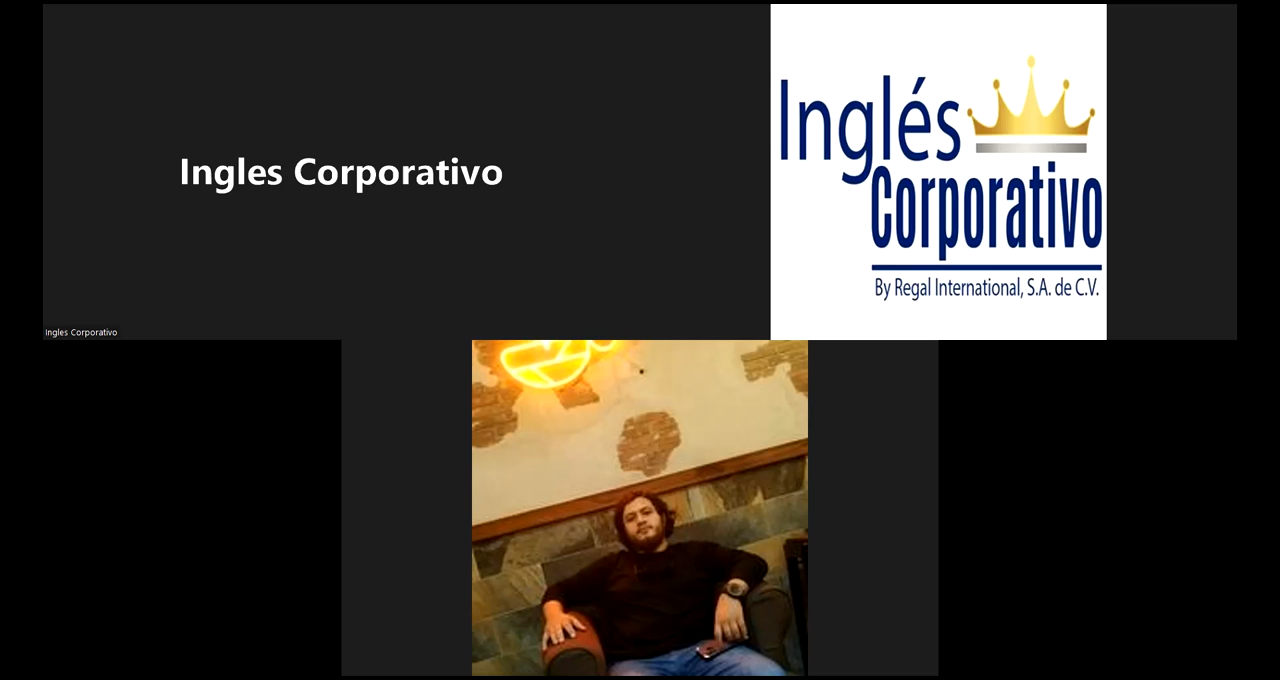 Ingles Corporativo
Inglés
Corporativo
By Regal International, S.A. de C.V.
Ingles Corporativo